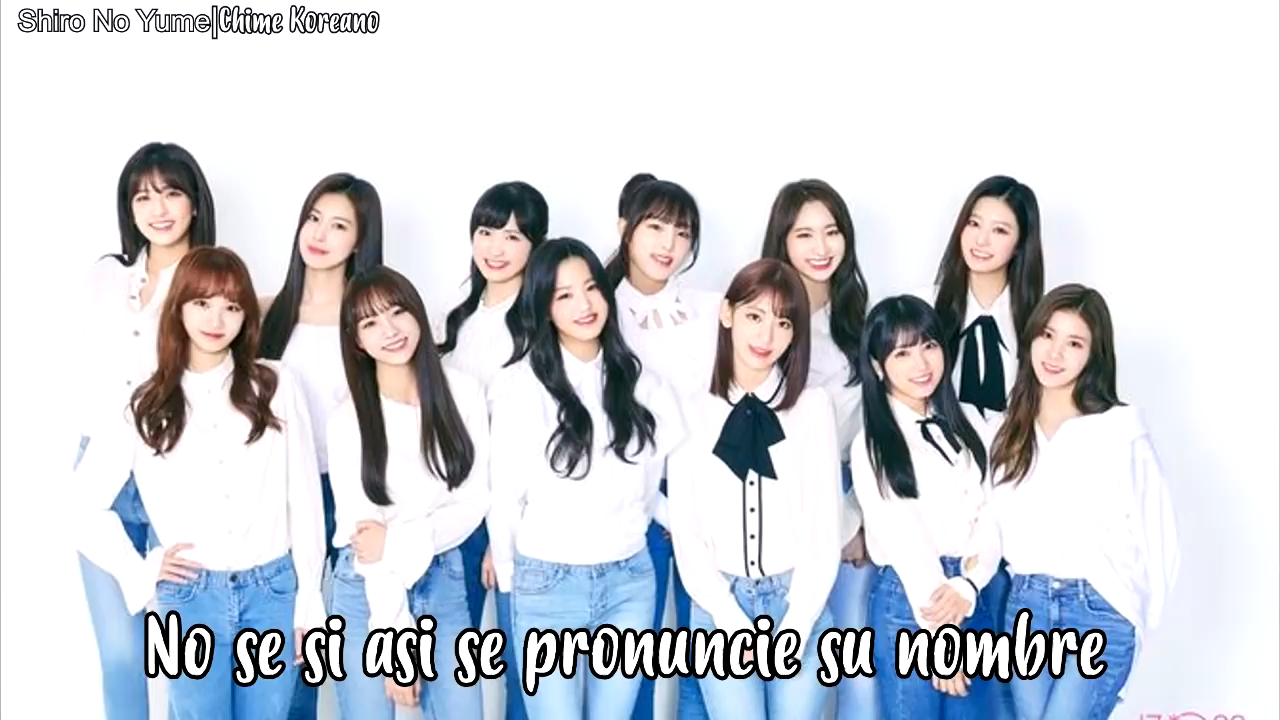 Shiro No Yume|Chime Koreano
No se si asi se pronuncie su nombre